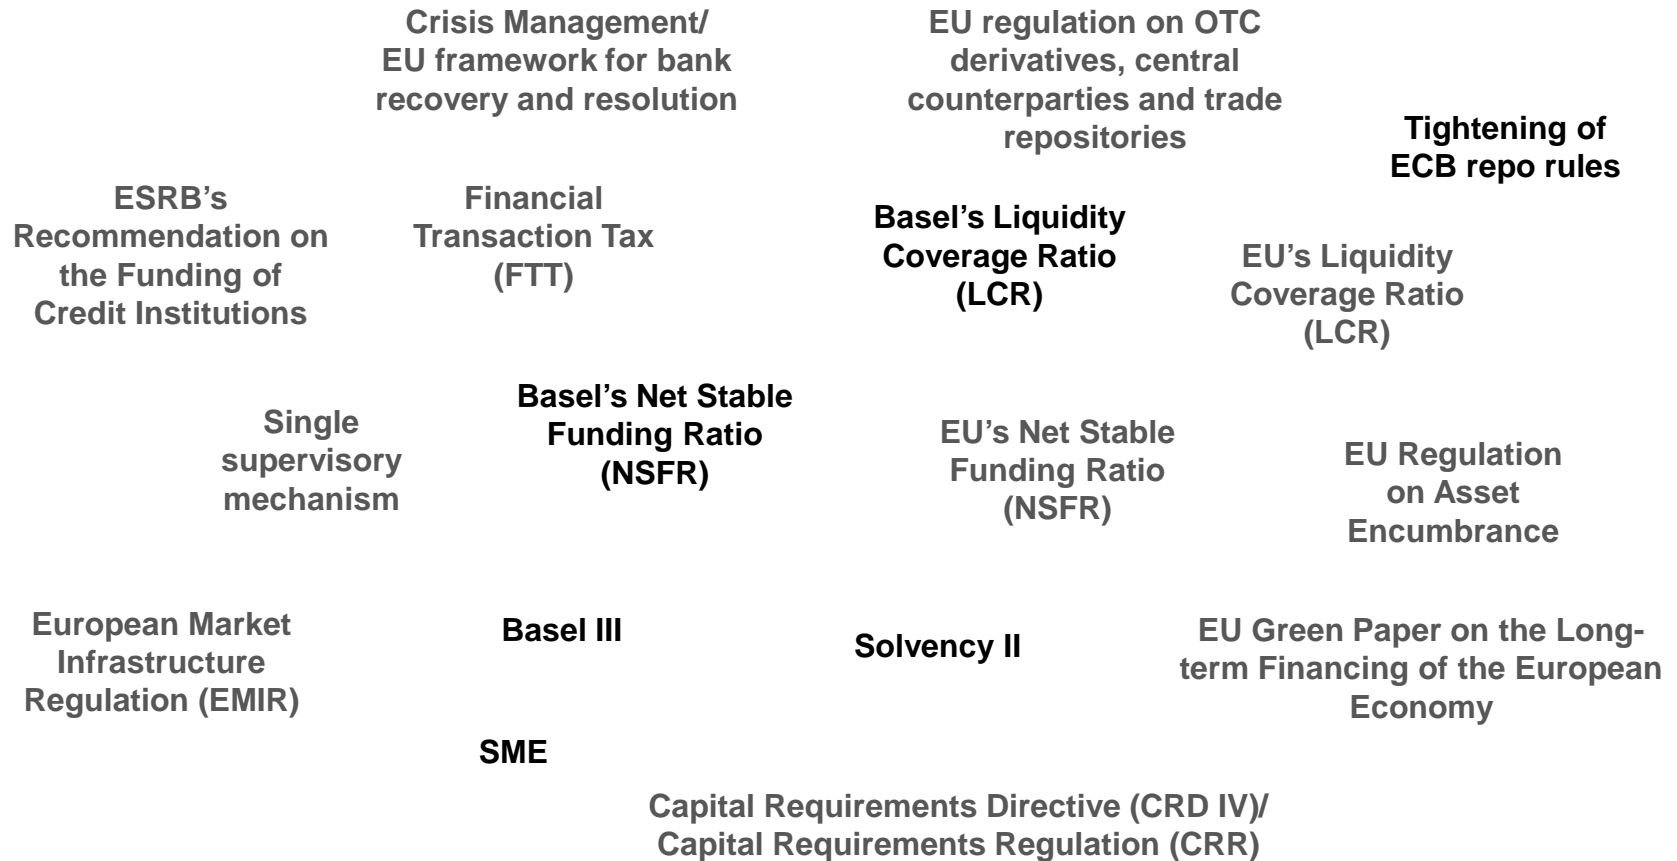 Crisis Management/
EU framework for bank
recovery and resolution
EU regulation on OTC
derivatives, central
counterparties and trade
repositories
Tightening of
ECB repo rules
ESRB’s
Recommendation on
the Funding of
Credit Institutions
Financial
Transaction Tax
(FTT)
Basel’s Liquidity
Coverage Ratio
(LCR)
EU’s Liquidity
Coverage Ratio
(LCR)
Single
supervisory
mechanism
Basel’s Net Stable
Funding Ratio
(NSFR)
EU’s Net Stable
Funding Ratio
(NSFR)
EU Regulation
on Asset
Encumbrance
European Market
Infrastructure
Regulation (EMIR)
Basel III
Solvency II
EU Green Paper on the Long-
term Financing of the European
Economy
SME
Capital Requirements Directive (CRD IV)/
Capital Requirements Regulation (CRR)